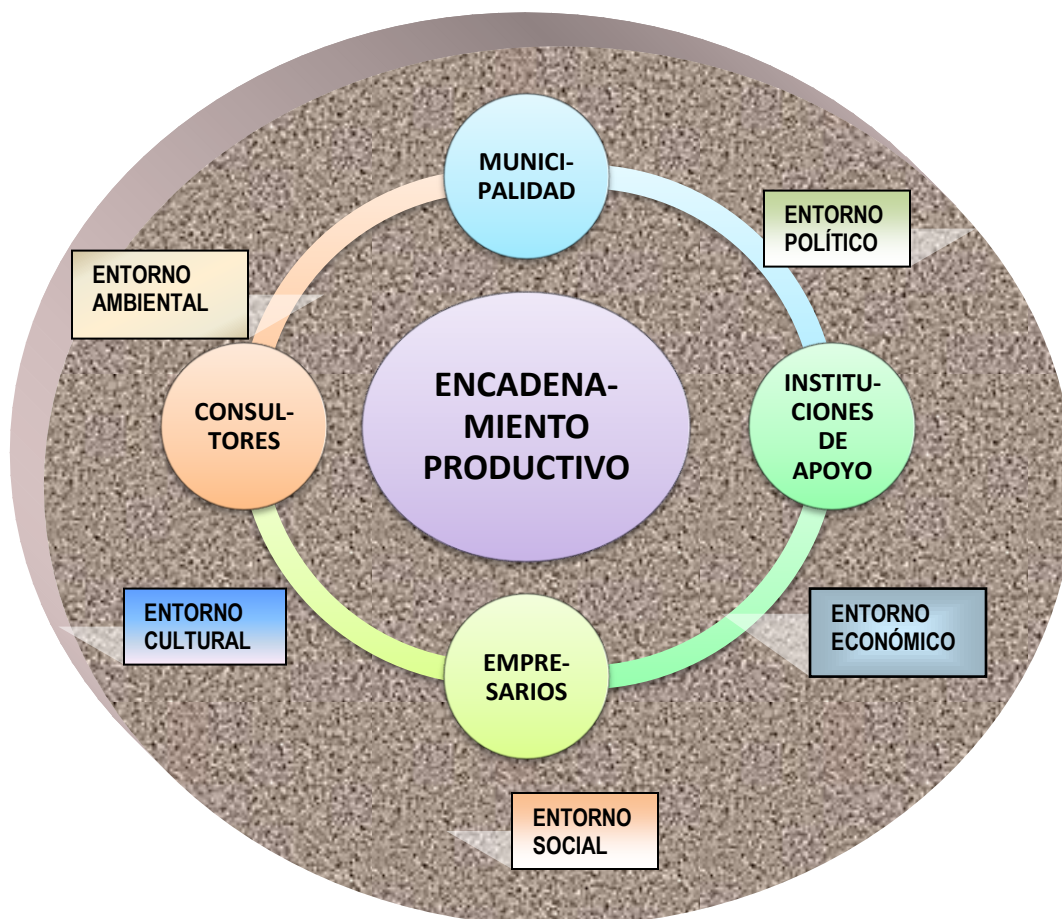 MUNICI-
PALIDAD
ENTORNO
POLÍTICO
ENTORNO
AMBIENTAL
CONSUL-
TORES
ENCADENA-
MIENTO
PRODUCTIVO
INSTITU-
CIONES
DE
APOYO
ENTORNO
CULTURAL
EMPRE-
SARIOS
ENTORNO
ECONÓMICO
ENTORNO
SOCIAL